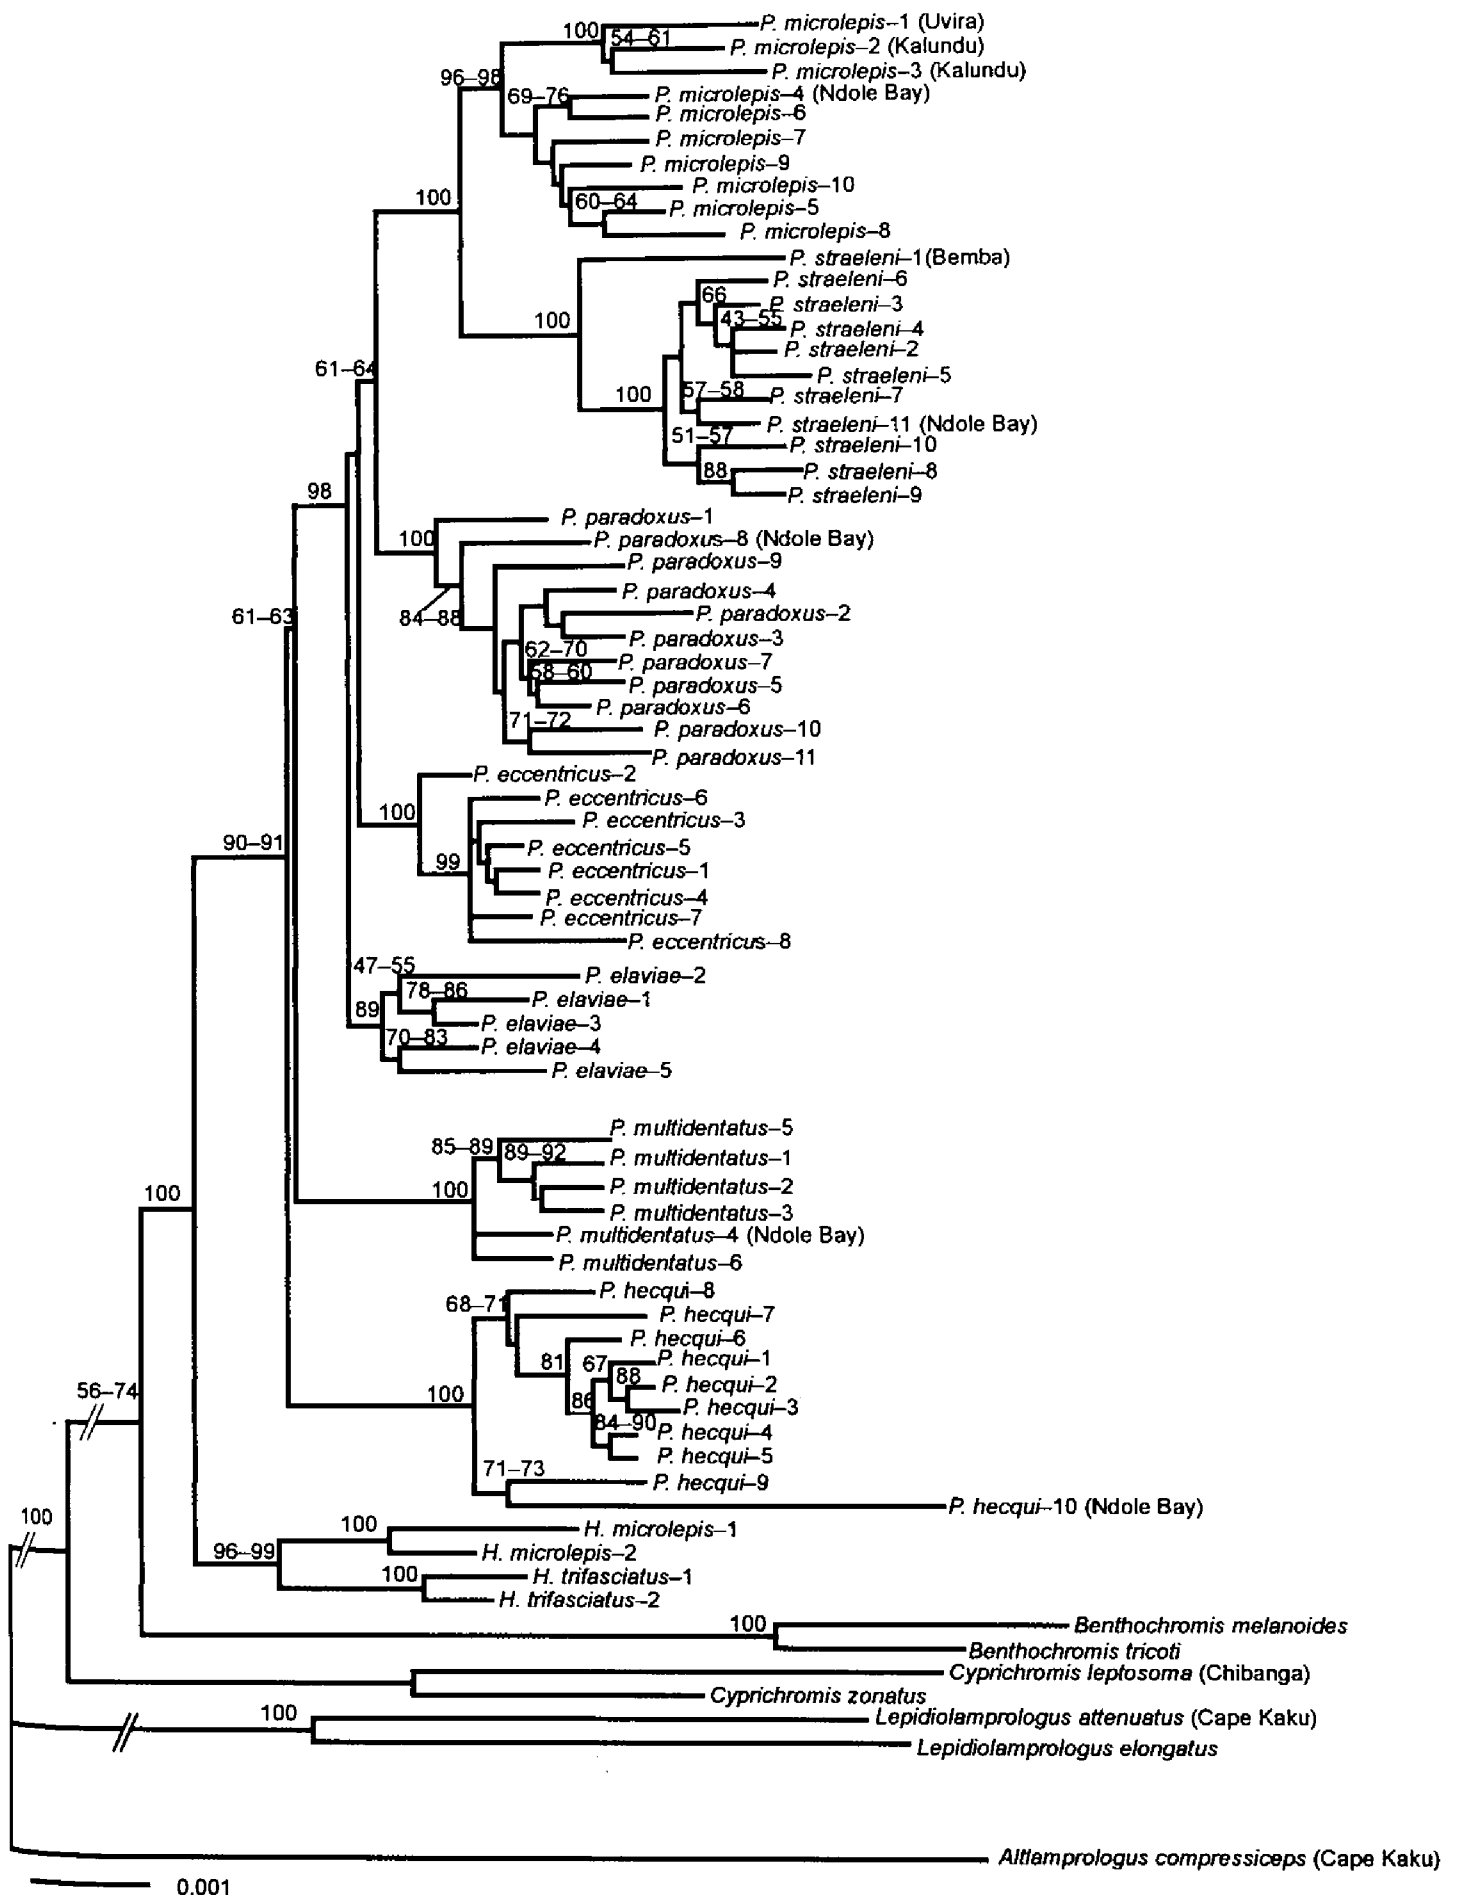 P. microlepis–1 (Uvira)
100
54–61
P. microlepis–2 (Kalundu)
P. microlepis–3 (Kalundu)
96–98
69–76
P. microlepis–4 (Ndole Bay)
P. microlepis–6
P. microlepis–7
P. microlepis–9
P. microlepis–10
100
60–64
P. microlepis–5
P. microlepis–8
P. straeleni–1(Bemba)
P. straeleni–6
66
P. straeleni–3
100
43–55
P. straeleni–4
P. straeleni–2
61–64
P. straeleni–5
100
57–58
P. straeleni–7
P. straeleni–11 (Ndole Bay)
51–57
P. straeleni–10
88
P. straeleni–8
98
P. straeleni–9
P. paradoxus–1
100
P. paradoxus–8 (Ndole Bay)
P. paradoxus–9
P. paradoxus–4
61–63
84–88
P. paradoxus–2
P. paradoxus–3
62–70
P. paradoxus–7
58–60
P. paradoxus–5
P. paradoxus–6
71–72
P. paradoxus–10
P. paradoxus–11
P. eccentricus–2
P. eccentricus–6
100
P. eccentricus–3
90–91
P. eccentricus–5
99
P. eccentricus–1
P. eccentricus–4
P. eccentricus–7
P. eccentricus–8
47–55
P. elaviae–2
78–86
P. elaviae–1
89
P. elaviae–3
70–83
P. elaviae–4
P. elaviae–5
P. multidentatus–5
85–89
89–92
P. multidentatus–1
100
100
P. multidentatus–2
P. multidentatus–3
P. multidentatus–4 (Ndole Bay)
P. multidentatus–6
P. hecqui–8
68–71
P. hecqui–7
P. hecqui–6
81
67
P. hecqui–1
88
P. hecqui–2
56–74
100
86
P. hecqui–3
84–90
P. hecqui–4
P. hecqui–5
71–73
P. hecqui–9
P. hecqui–10 (Ndole Bay)
100
100
H. microlepis–1
96–99
H. microlepis–2
100
H. trifasciatus–1
H. trifasciatus–2
100
Benthochromis melanoides
Benthochromis tricoti
Cyprichromis leptosoma (Chibanga)
Cyprichromis zonatus
100
Lepidiolamprologus attenuatus (Cape Kaku)
Lepidiolamprologus elongatus
Altlamprologus compressiceps (Cape Kaku)
0.001